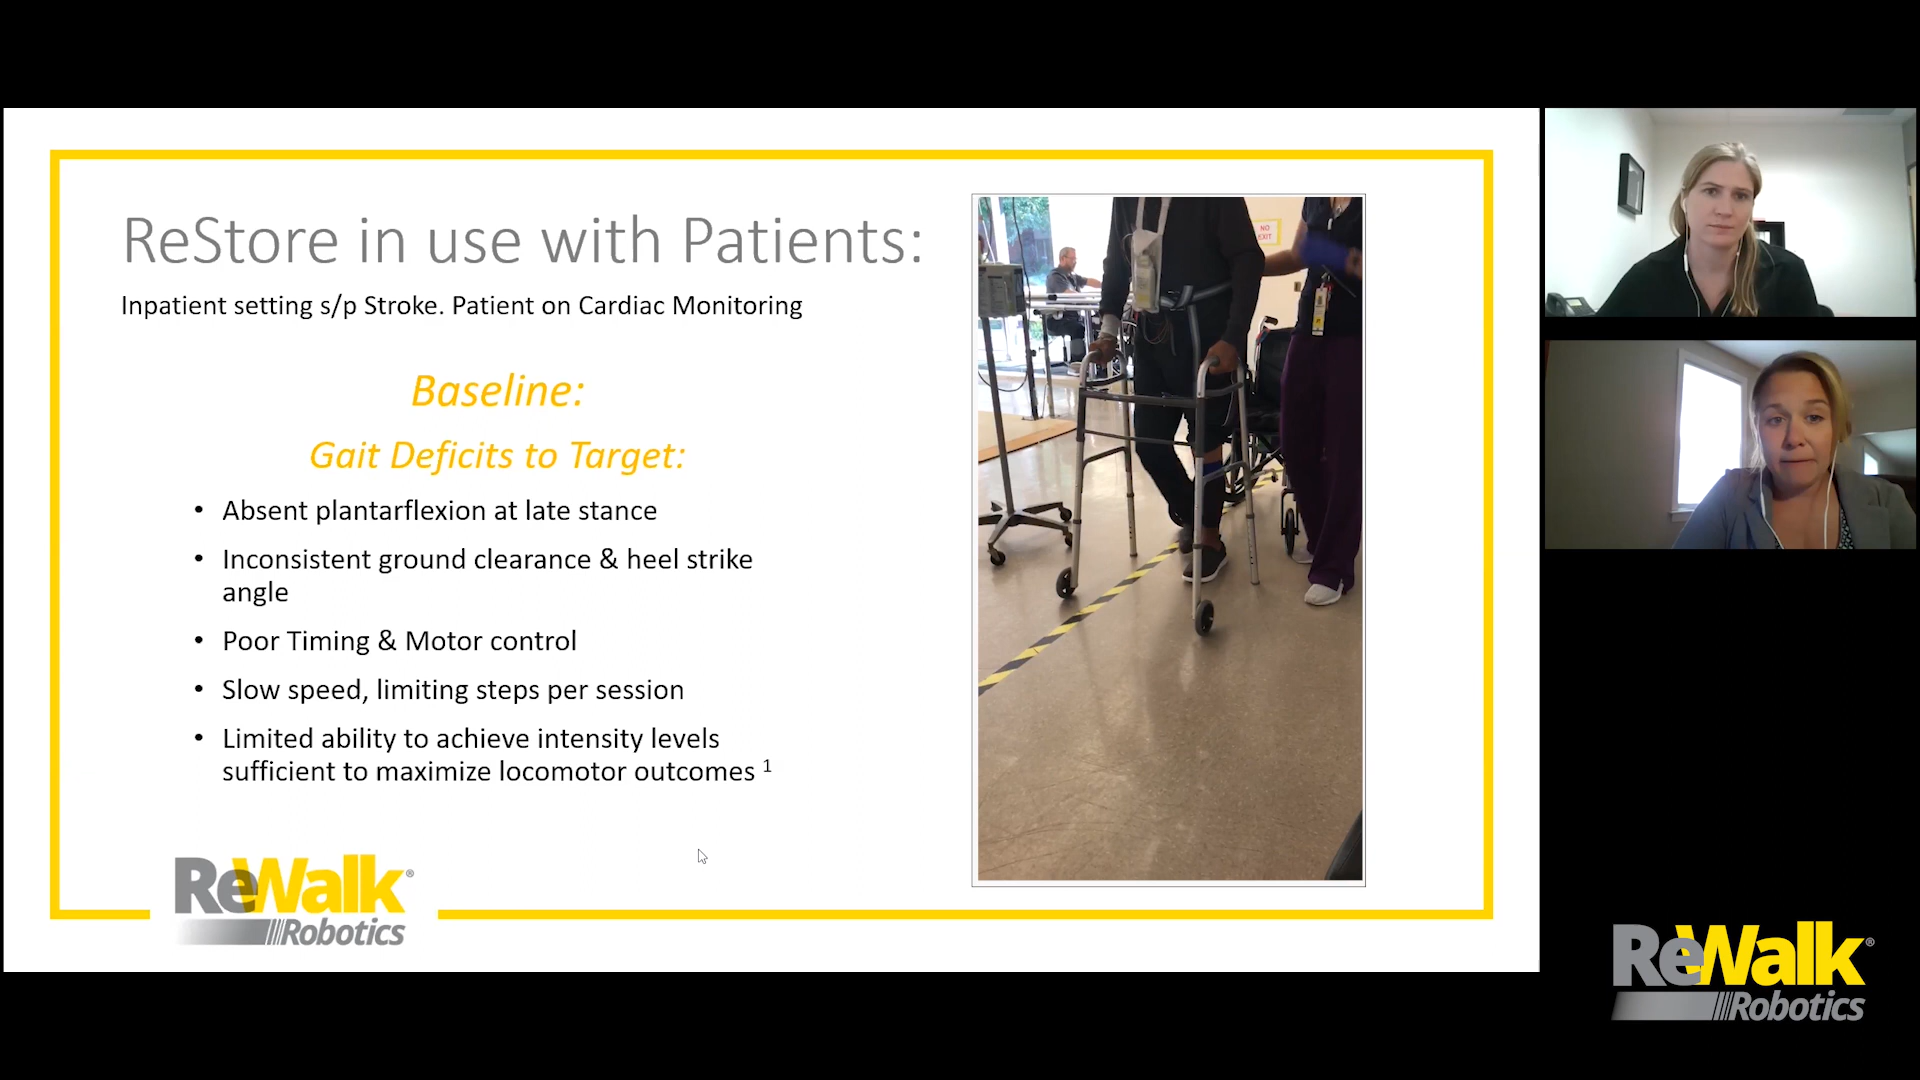 ReStore in use with Patients:
Inpatient setting s/p Stroke. Patient on Cardiac Monitoring
Baseline:
Gait Deficits to Target:
• Absent plantarflexion at late stance
• Inconsistent ground clearance & heel strike
angle
• Poor Timing & Motor control
• Slow speed, limiting steps per session
• Limited ability to achieve intensity levels
sufficient to maximize locomotor outcomes 1
ReWalk®
Robotics
NO
EXIT
ReWalk®
Robotics